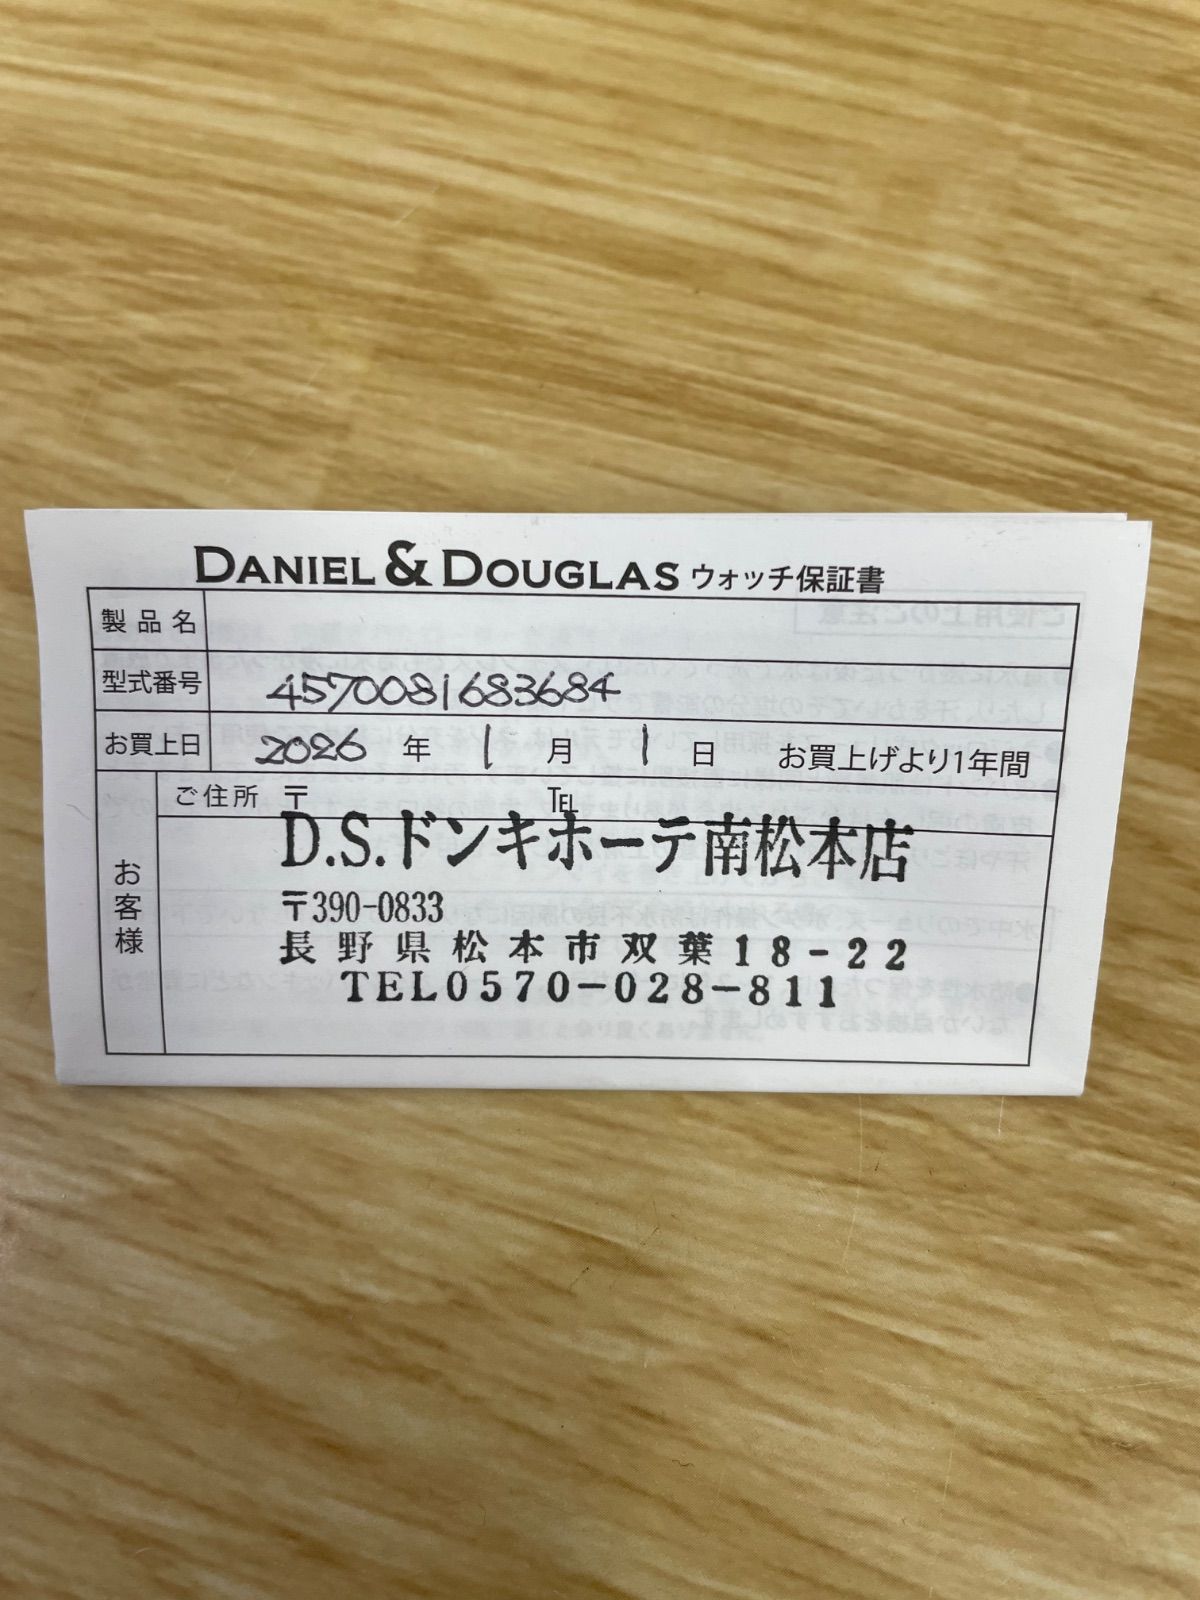 DANIEL & DOUGLAS ウォッチ保証書
製品名
型式番号 4570081683684
お買上日 2026 年 1 月 1 日 お買上げより1年間
お客様
ご住所 〒 TEL
D.S.ドンキホーテ南松本店
〒390-0833
長野県松本市双葉18-22
TEL0570-028-811